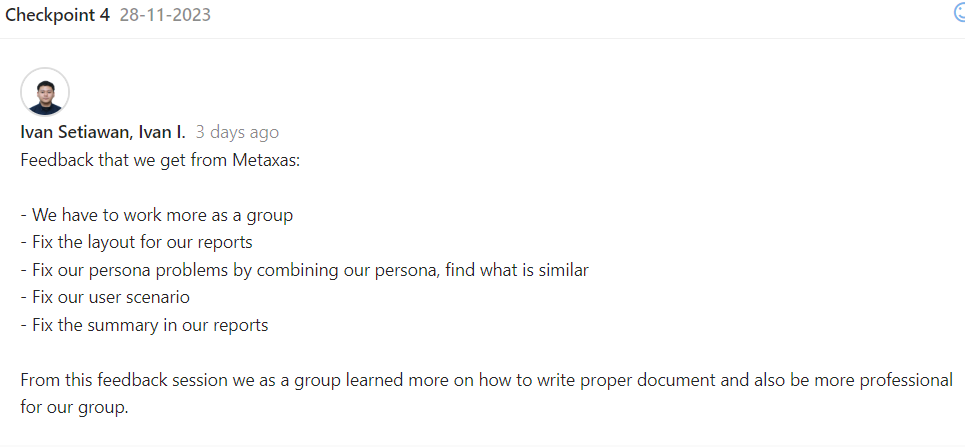 Checkpoint 4 28-11-2023
Ivan Setiawan, Ivan I. 3 days ago
Feedback that we get from Metaxas:
- We have to work more as a group
- Fix the layout for our reports
- Fix our persona problems by combining our persona, find what is similar
- Fix our user scenario
- Fix the summary in our reports
From this feedback session we as a group learned more on how to write proper document and also be more professional
for our group.